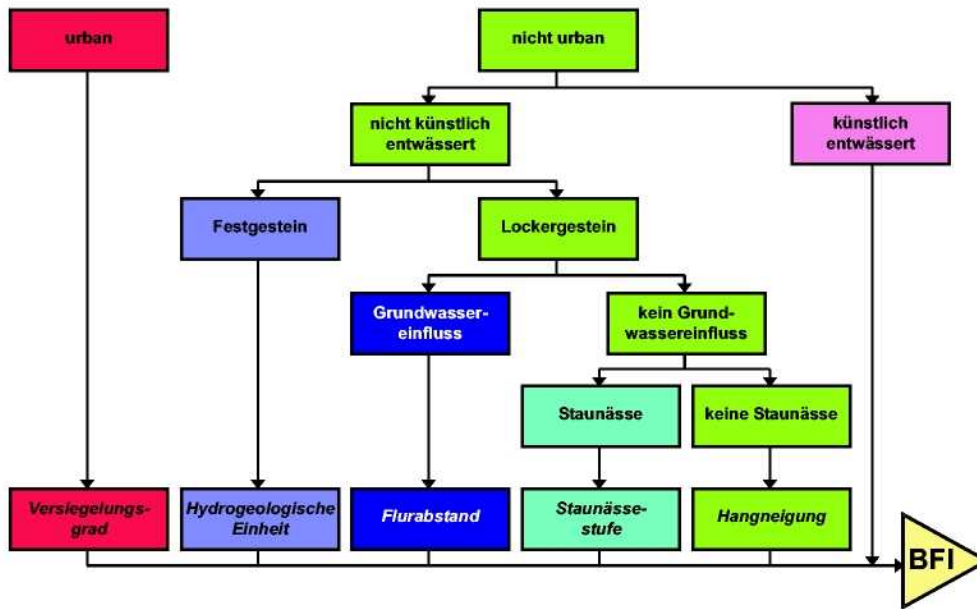 urban
nicht urban
nicht künstlich
entwässert
künstlich
entwässert
Festgestein
Lockergestein
Grundwasser-
einfluss
kein Grund-
wassereinfluss
Staunässe
keine Staunässe
Versiegelungs-
grad
Hydrogeologische
Einheit
Flurabstand
Staunässe-
stufe
Hangneigung
BFI